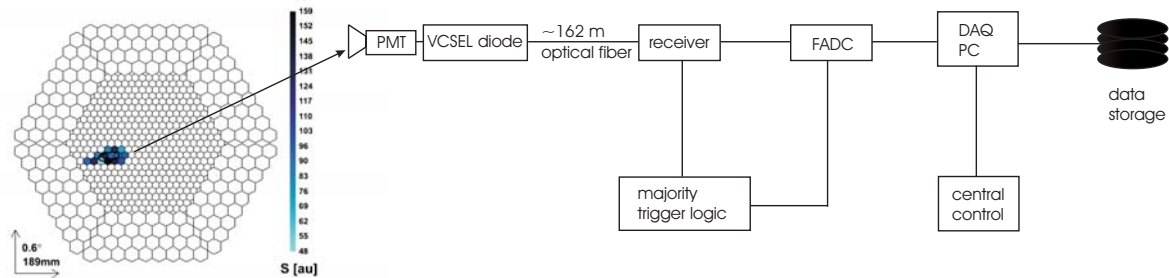 159
145
138
131
124
117
110
103
96
90
83
76
69
62
55
48
S [au]
0.6°
189mm
PMT
VCSEL diode
~162 m
optical fiber
receiver
FADC
DAQ
PC
data
storage
majority
trigger logic
central
control